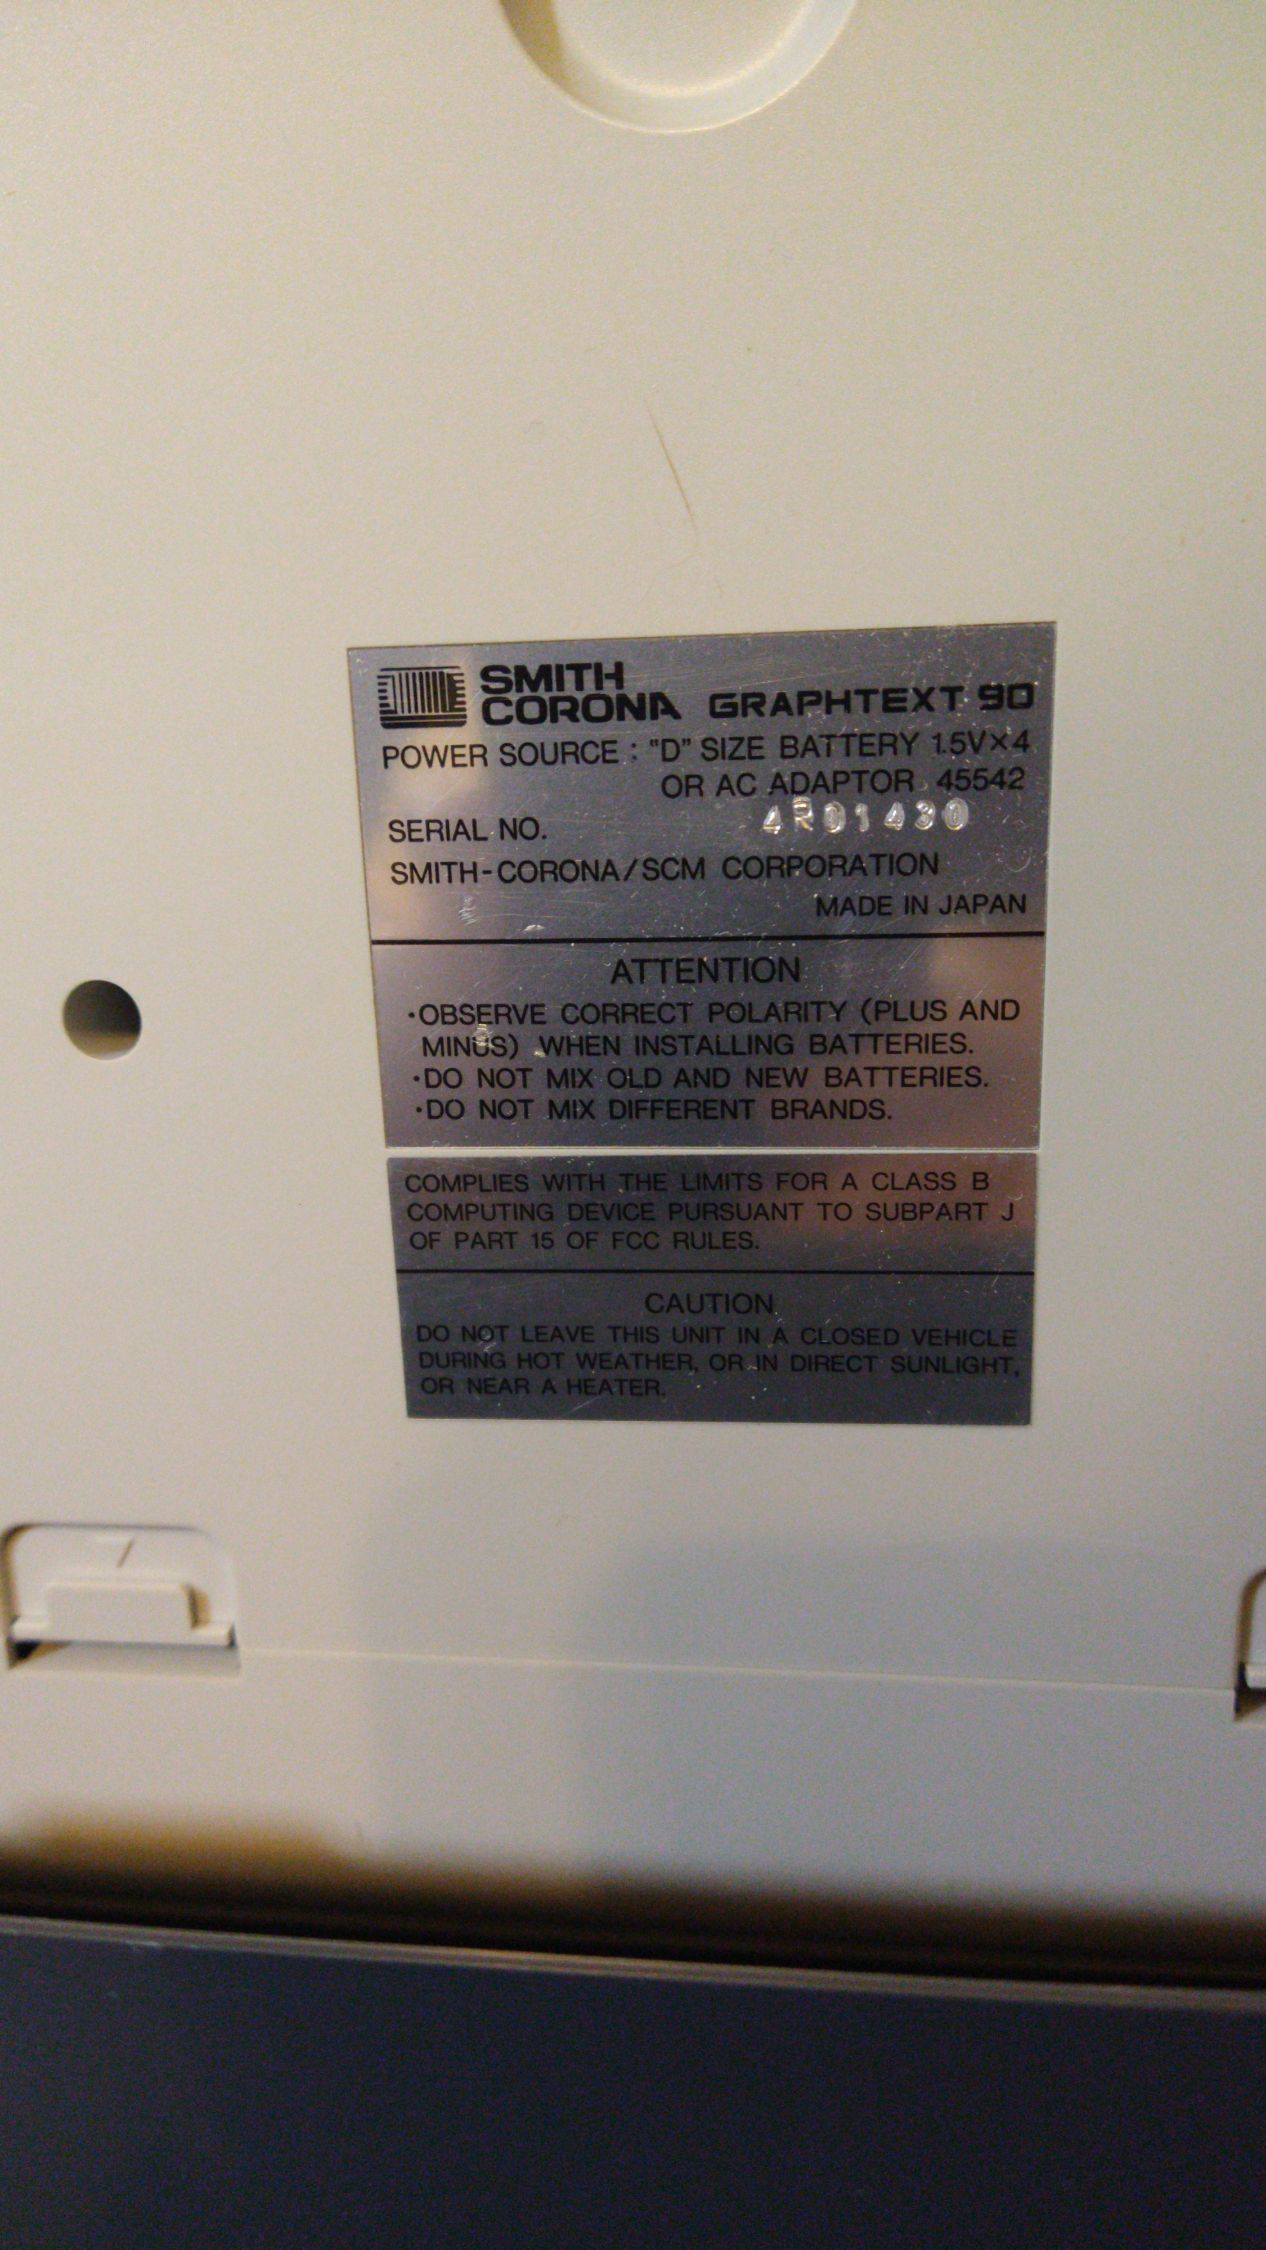 SMITH
CORONA GRAPHTEXT 90
POWER SOURCE : "D" SIZE BATTERY 1.5V×4
OR AC ADAPTOR 45542
SERIAL NO. 4R01430
SMITH-CORONA/SCM CORPORATION
MADE IN JAPAN
ATTENTION
·OBSERVE CORRECT POLARITY (PLUS AND
MINUS) WHEN INSTALLING BATTERIES.
·DO NOT MIX OLD AND NEW BATTERIES.
·DO NOT MIX DIFFERENT BRANDS.
COMPLIES WITH THE LIMITS FOR A CLASS B
COMPUTING DEVICE PURSUANT TO SUBPART J
OF PART 15 OF FCC RULES.
CAUTION
DO NOT LEAVE THIS UNIT IN A CLOSED VEHICLE
DURING HOT WEATHER, OR IN DIRECT SUNLIGHT,
OR NEAR A HEATER.